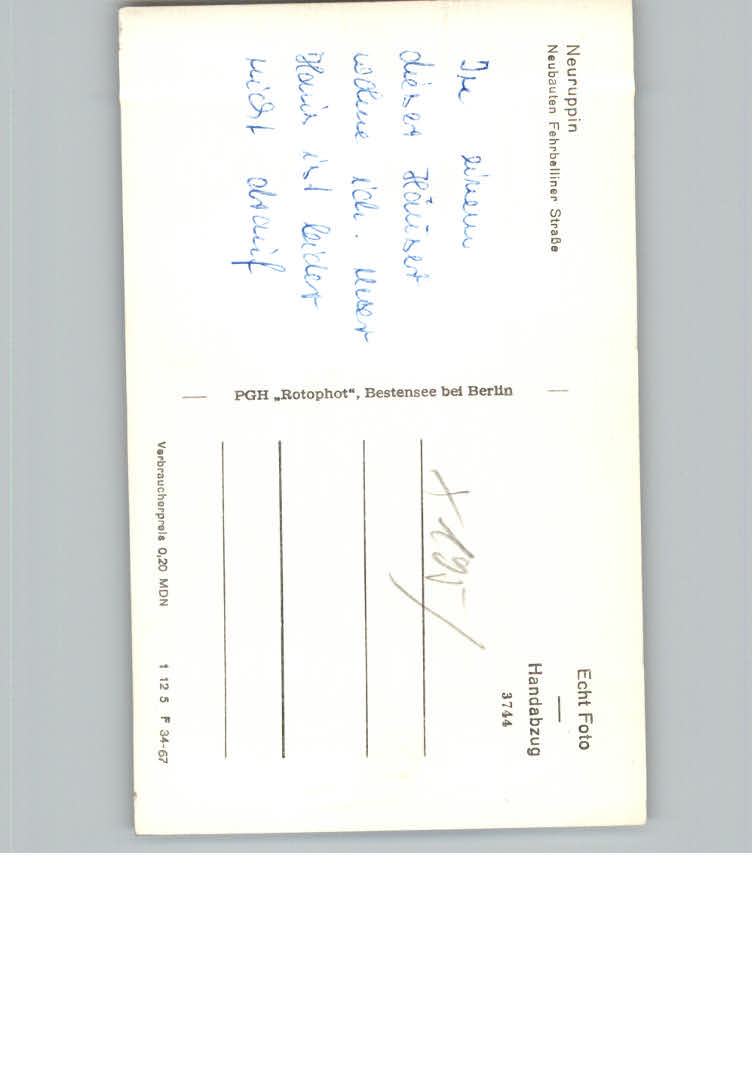 Neuruppin
Neubauten Fehrbelliner Straße
In einem
dieser Häuser
wohne ich. Unser
Haus ist leider
nicht drauf
PGH „Rotophot“, Bestensee bei Berlin
Echt Foto
Handabzug
3744
Verbraucherpreis 0,20 MDN
1 12 5 F 34-67